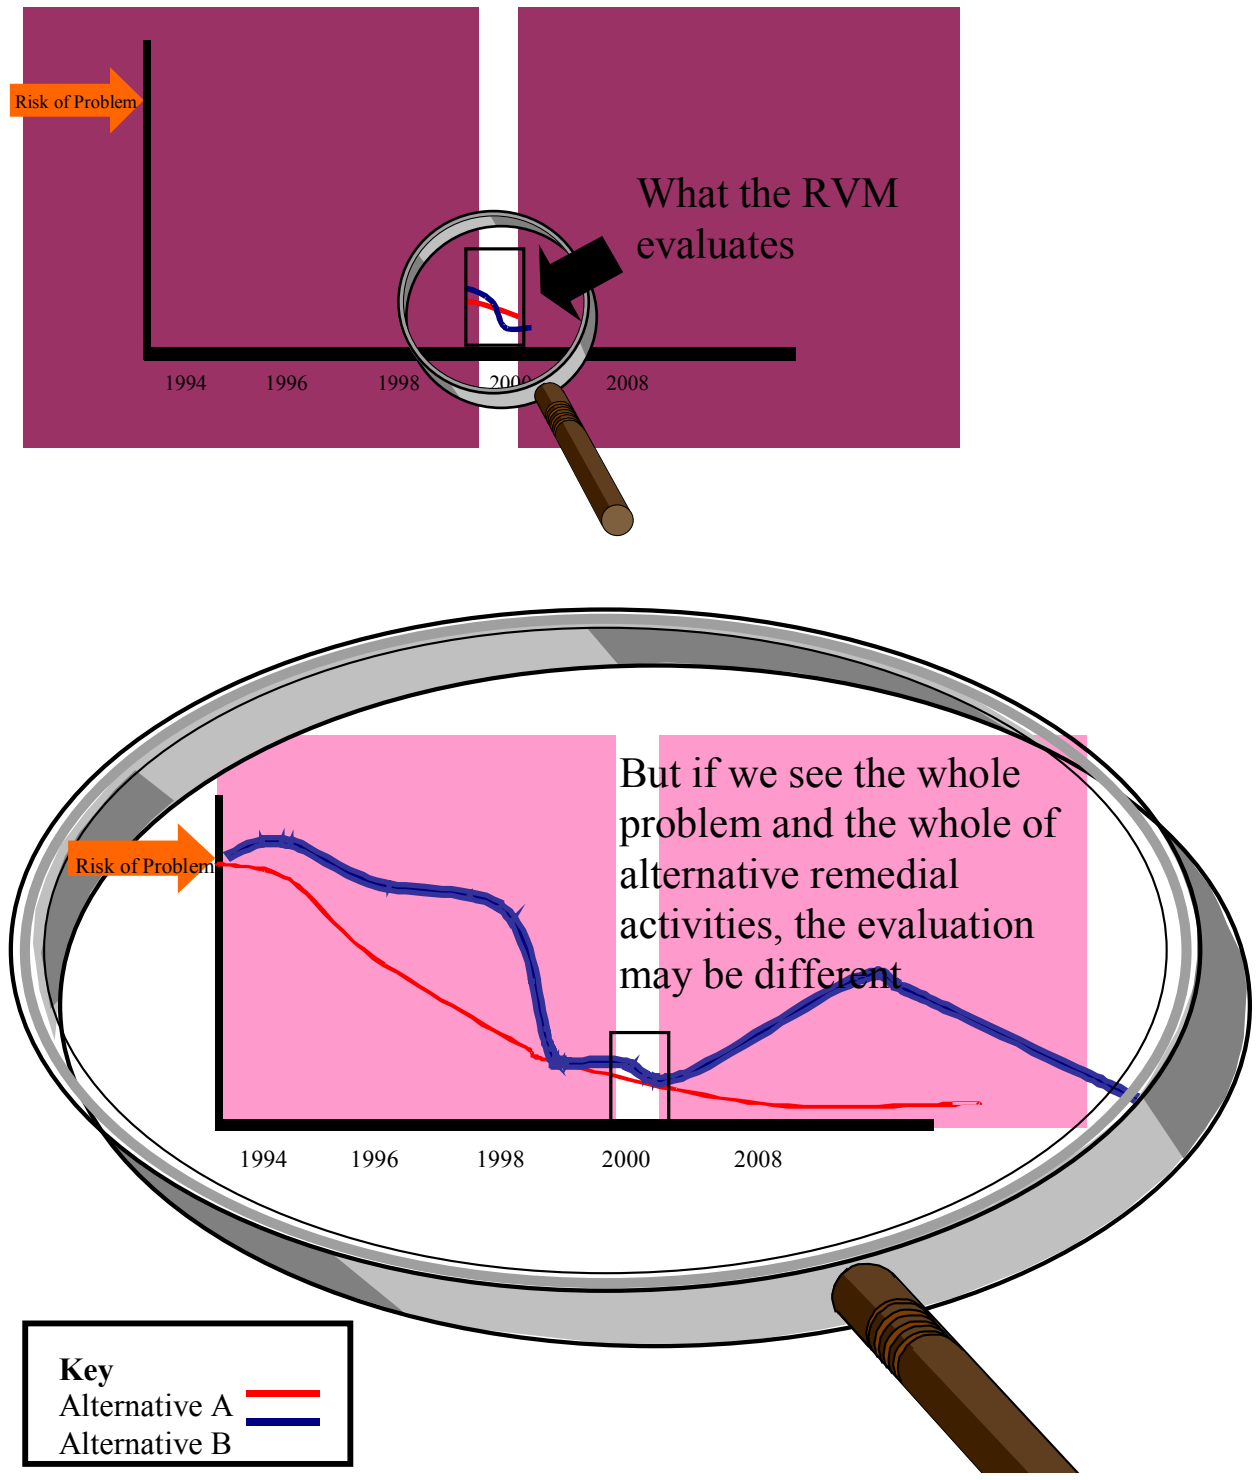 Risk of Problem
What the RVM
evaluates
1994 1996 1998 2000 2008
But if we see the whole
problem and the whole of
alternative remedial
activities, the evaluation
may be different
Risk of Problem
1994 1996 1998 2000 2008
Key
Alternative A
Alternative B